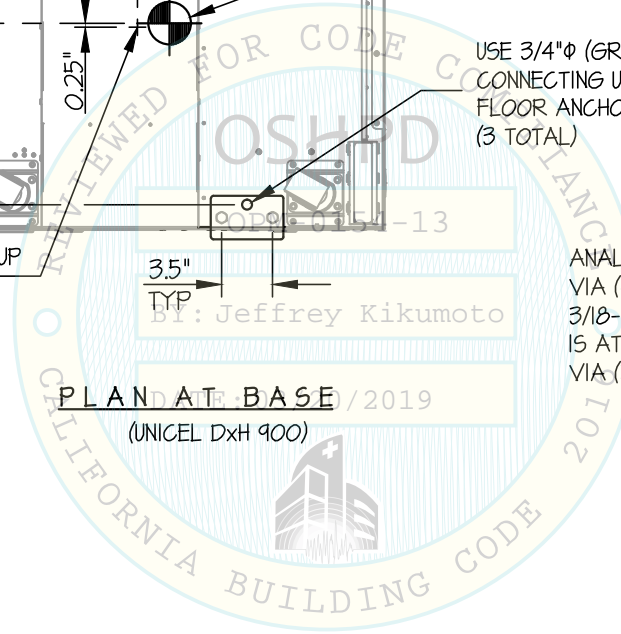 0.25"
USE 3/4"Φ (GR
CONNECTING U
FLOOR ANCHO
(3 TOTAL)
UP
3.5"
TYP
ANAL
VIA (
3/18-
IS AT
VIA (
PLAN AT BASE
(UNICEL DxH 900)
REVIEWED FOR CODE COMPLIANCE
OSHPD
BY: Jeffrey Kikumoto
/2019
CALIFORNIA BUILDING CODE 2016